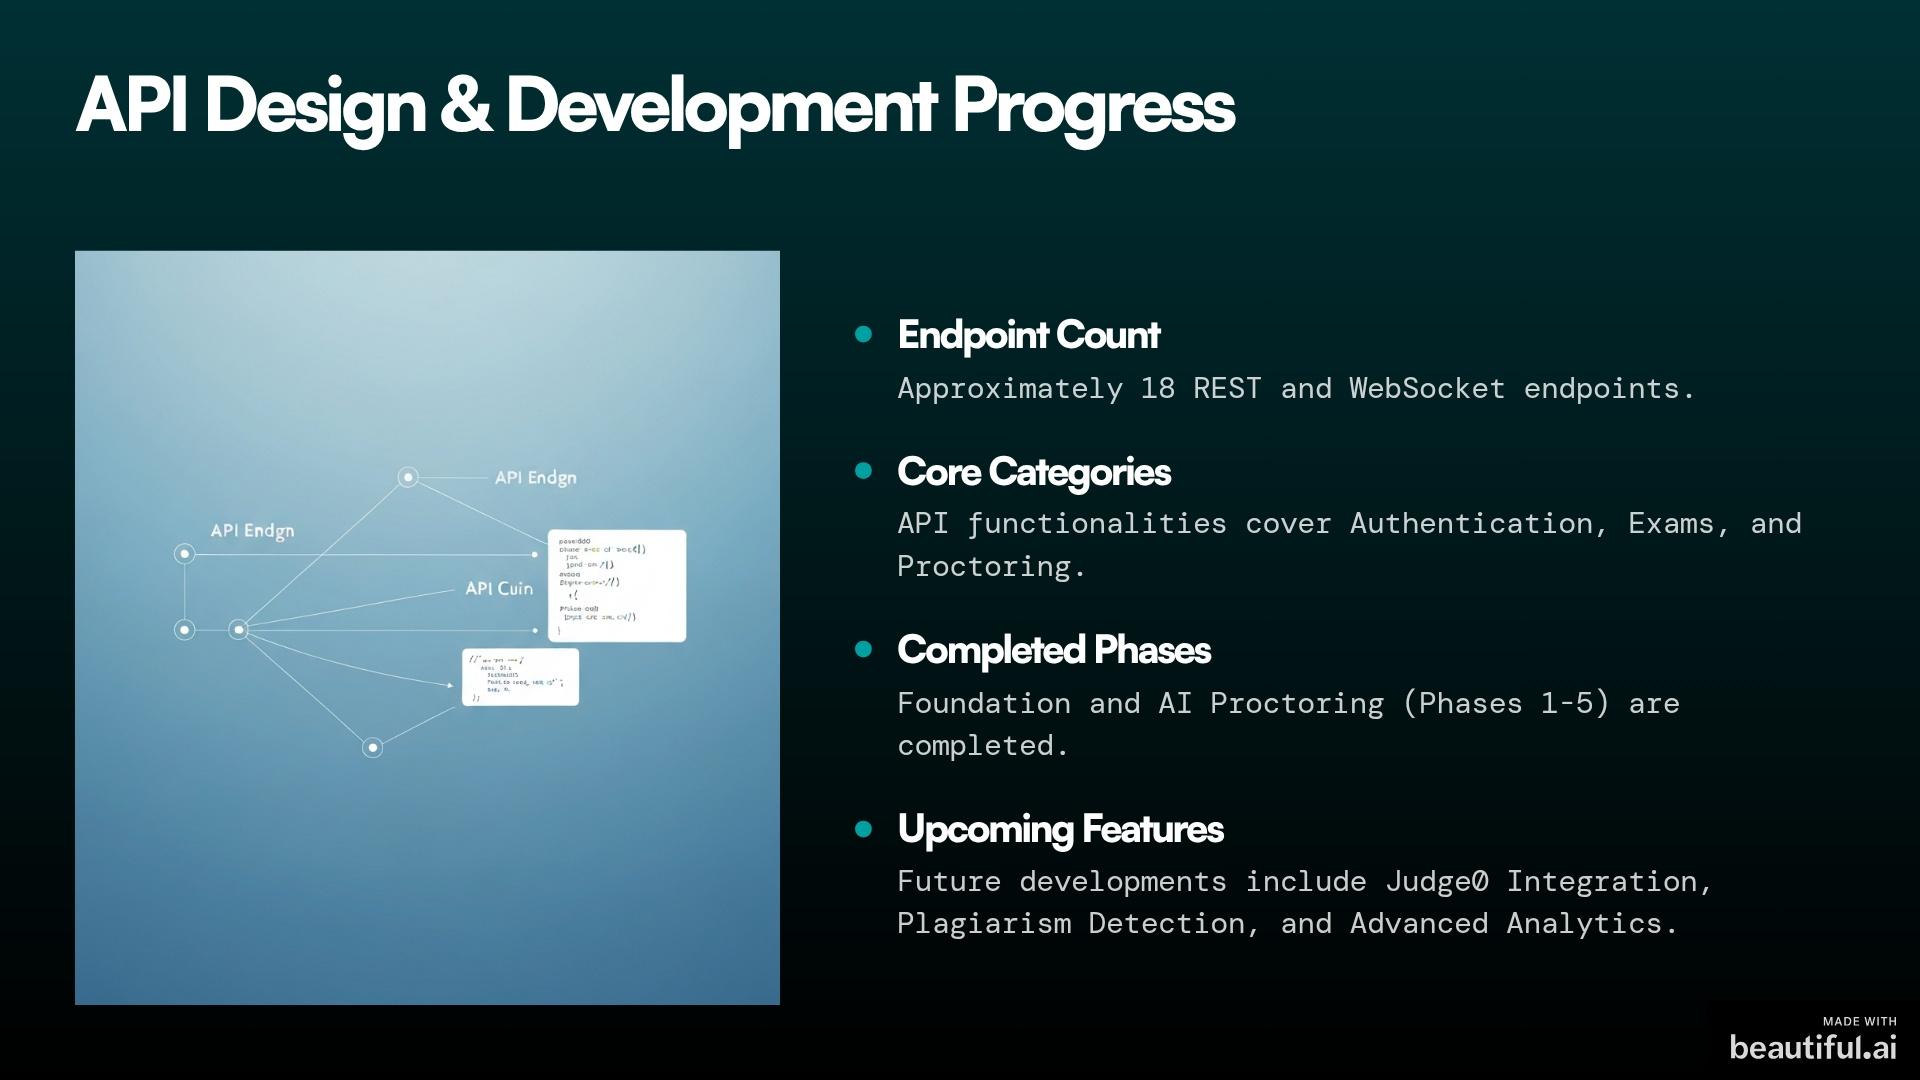 API Design & Development Progress
API Endgn
API Endgn
API Cuin
Endpoint Count
Approximately 18 REST and WebSocket endpoints.
Core Categories
API functionalities cover Authentication, Exams, and
Proctoring.
Completed Phases
Foundation and AI Proctoring (Phases 1-5) are
completed.
Upcoming Features
Future developments include Judge0 Integration,
Plagiarism Detection, and Advanced Analytics.
MADE WITH
beautiful.ai